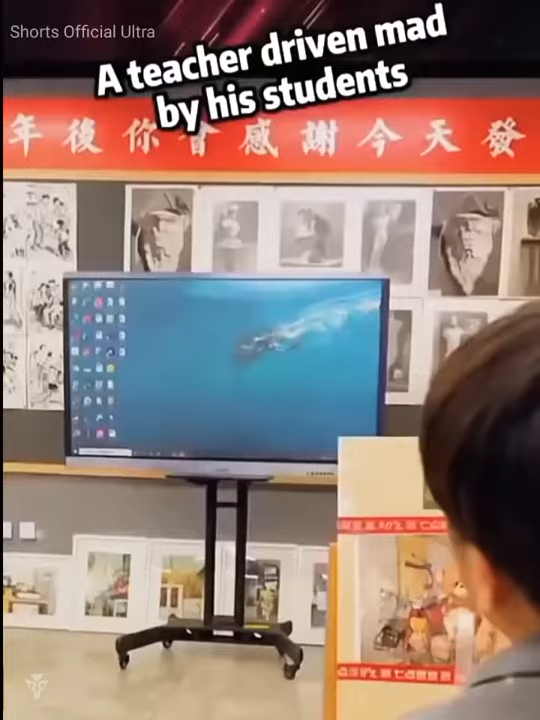 Shorts Official Ultra
A teacher driven mad
by his students
年後你會感謝今天發